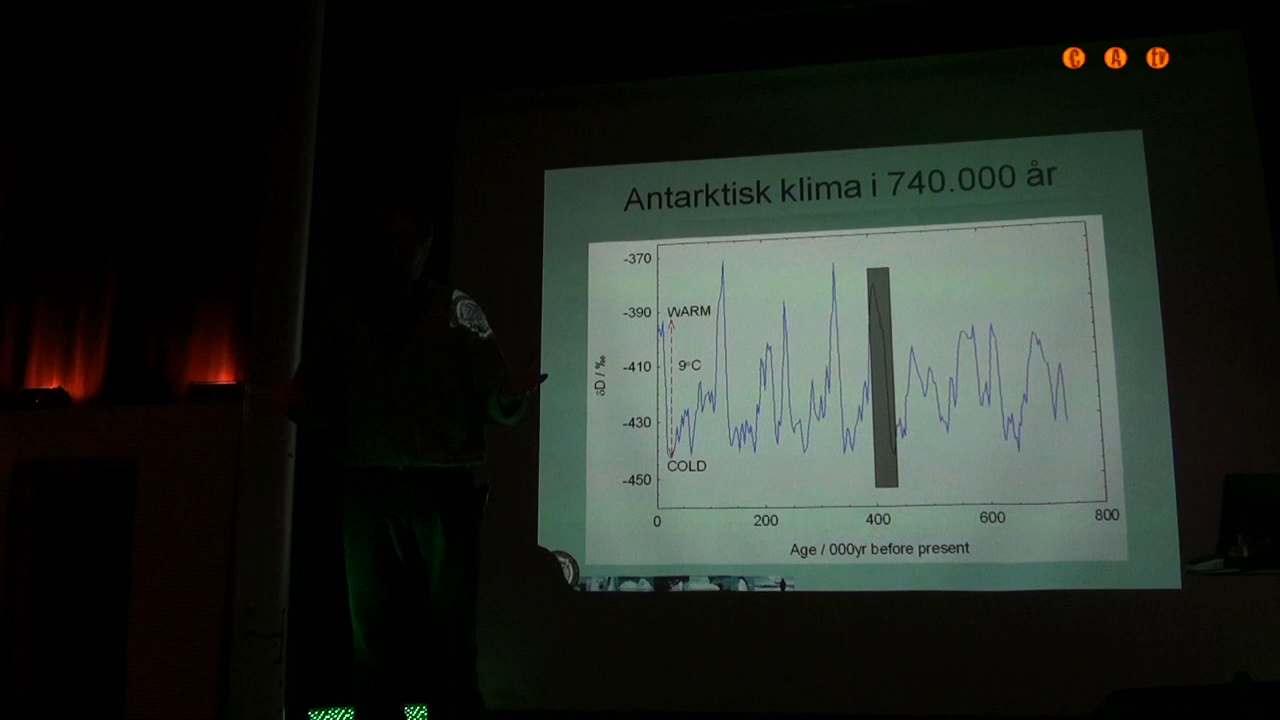 C A tv
Antarktisk klima i 740.000 år
-370
-390
-410
-430
-450
δD / ‰
WARM
9°C
COLD
0 200 400 600 800
Age / 000yr before present